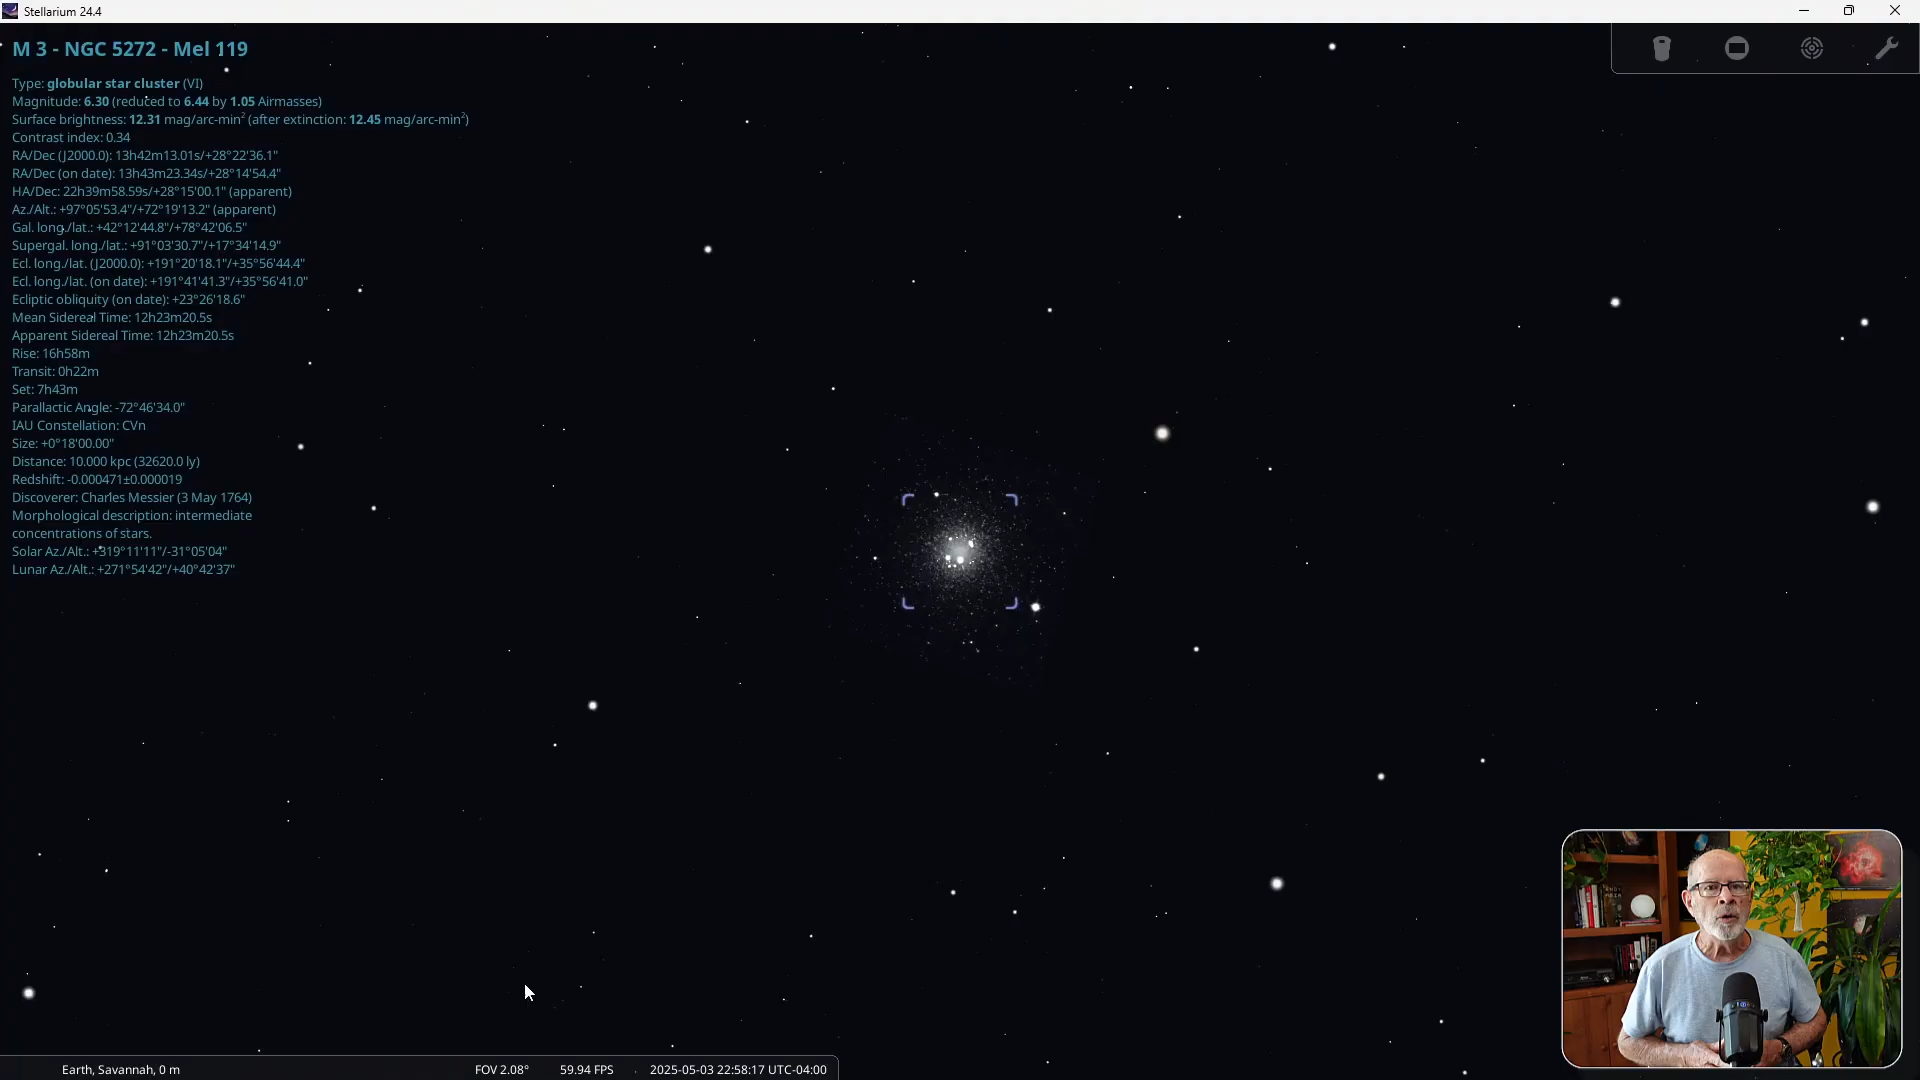 Stellarium 24.4
M 3 - NGC 5272 - Mel 119
Type: globular star cluster (VI)
Magnitude: 6.30 (reduced to 6.44 by 1.05 Airmasses)
Surface brightness: 12.31 mag/arc-min² (after extinction: 12.45 mag/arc-min²)
Contrast index: 0.34
RA/Dec (J2000.0): 13h42m13.01s/+28°22'36.1"
RA/Dec (on date): 13h43m23.34s/+28°14'54.4"
HA/Dec: 22h39m58.59s/+28°15'00.1" (apparent)
Az./Alt.: +97°05'53.4"/+72°19'13.2" (apparent)
Gal. long./lat.: +42°12'44.8"/+78°42'06.5"
Supergal. long./lat.: +91°03'30.7"/+17°34'14.9"
Ecl. long./lat. (J2000.0): +191°20'18.1"/+35°56'44.4"
Ecl. long./lat. (on date): +191°41'41.3"/+35°56'41.0"
Ecliptic obliquity (on date): +23°26'18.6"
Mean Sidereal Time: 12h23m20.5s
Apparent Sidereal Time: 12h23m20.5s
Rise: 16h58m
Transit: 0h22m
Set: 7h43m
Parallactic Angle: -72°46'34.0"
IAU Constellation: CVn
Size: +0°18'00.00"
Distance: 10.000 kpc (32620.0 ly)
Redshift: -0.000471±0.000019
Discoverer: Charles Messier (3 May 1764)
Morphological description: intermediate
concentrations of stars.
Solar Az./Alt.: +319°11'11"/-31°05'04"
Lunar Az./Alt.: +271°54'42"/+40°42'37"
Earth, Savannah, 0 m
FOV 2.08°
59.94 FPS
2025-05-03 22:58:17 UTC-04:00